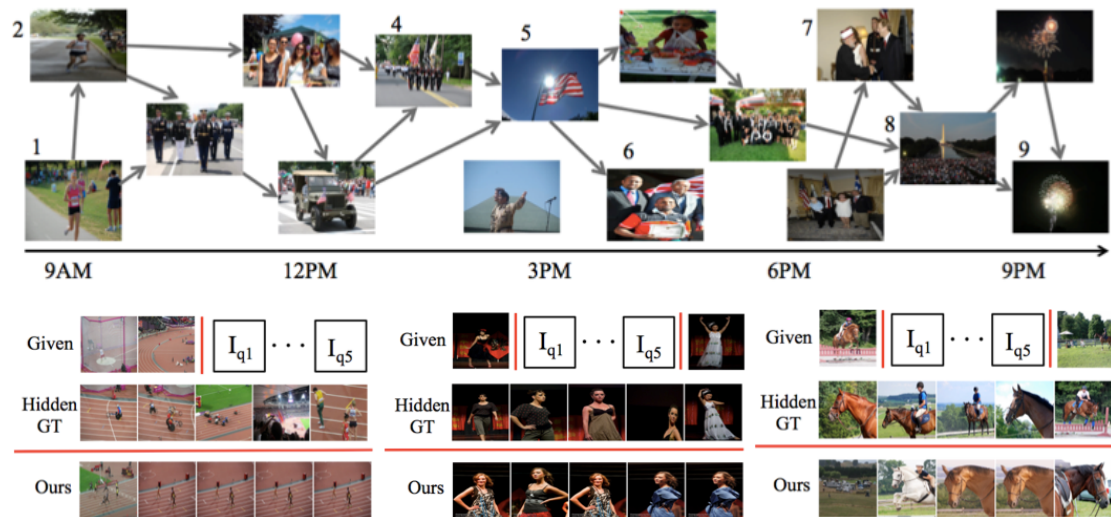 2
4
5
7
1
8
6
9
9AM 12PM 3PM 6PM 9PM
Given Iq1 · · · Iq5
Hidden GT
Ours
Given Iq1 · · · Iq5
Hidden GT
Ours
Given Iq1 · · · Iq5
Hidden GT
Ours